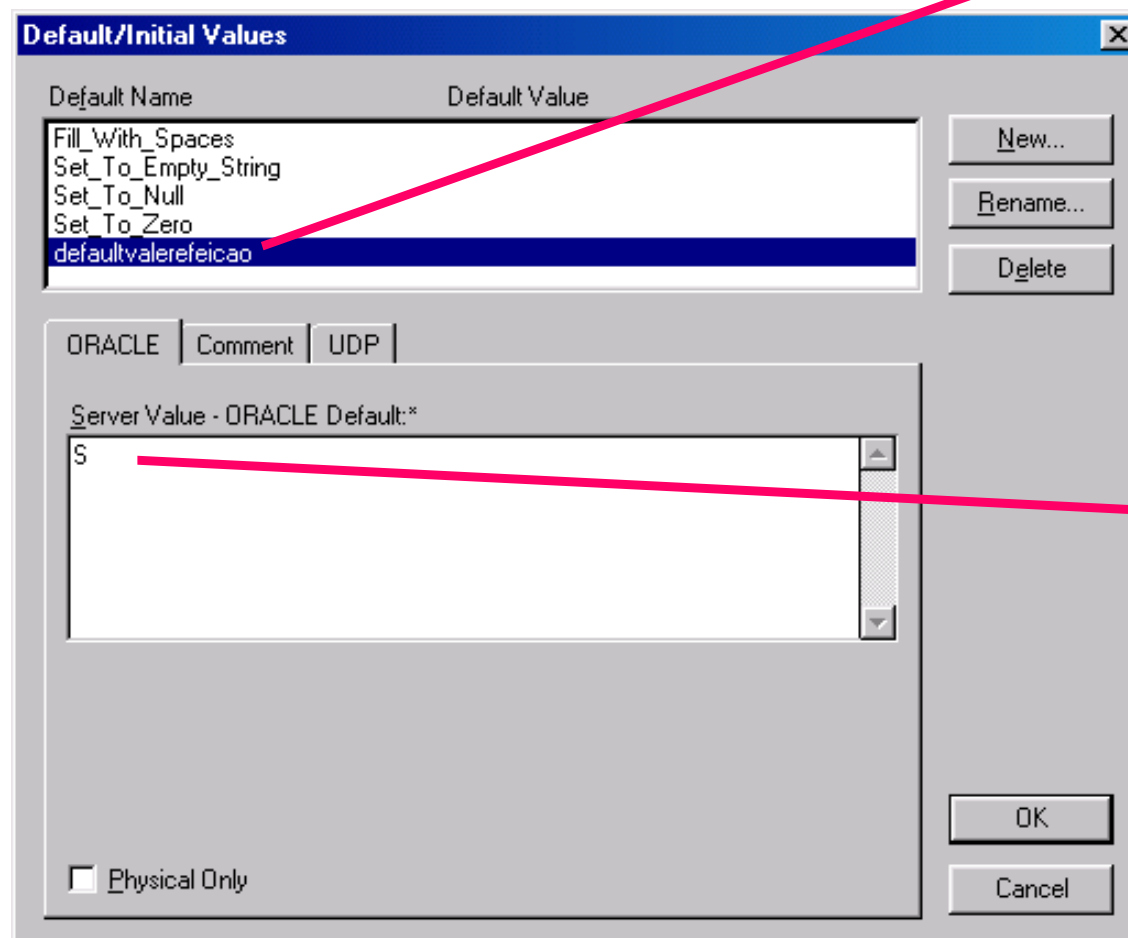 Default/Initial Values
Default Name Default Value
Fill_With_Spaces
Set_To_Empty_String
Set_To_Null
Set_To_Zero
defaultvalerefeicao
New...
Rename...
Delete
ORACLE Comment UDP
Server Value - ORACLE Default:*
S
Physical Only
OK
Cancel